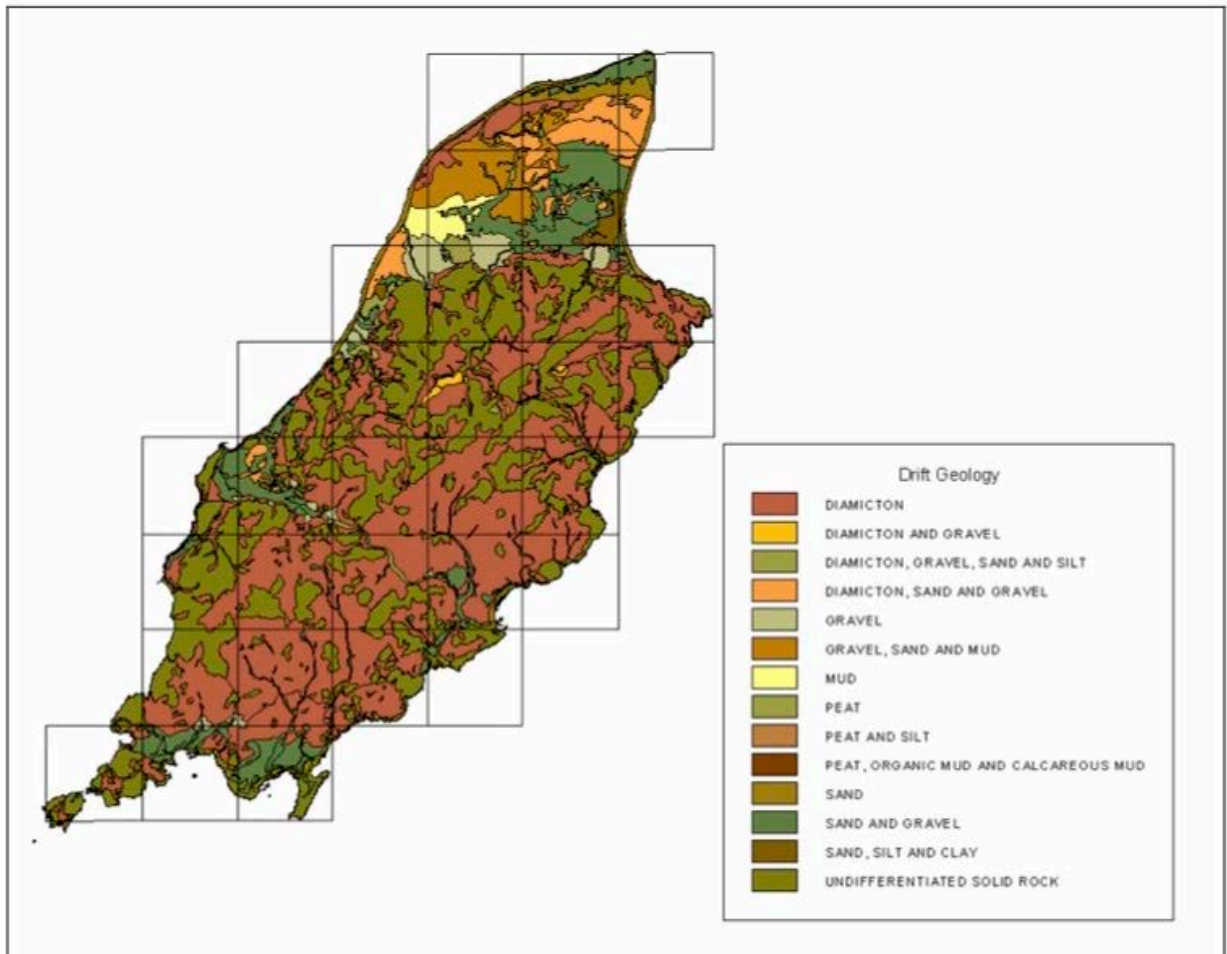 Drift Geology
DIAMICTON
DIAMICTON AND GRAVEL
DIAMICTON, GRAVEL, SAND AND SILT
DIAMICTON, SAND AND GRAVEL
GRAVEL
GRAVEL, SAND AND MUD
MUD
PEAT
PEAT AND SILT
PEAT, ORGANIC MUD AND CALCAREOUS MUD
SAND
SAND AND GRAVEL
SAND, SILT AND CLAY
UNDIFFERENTIATED SOLID ROCK